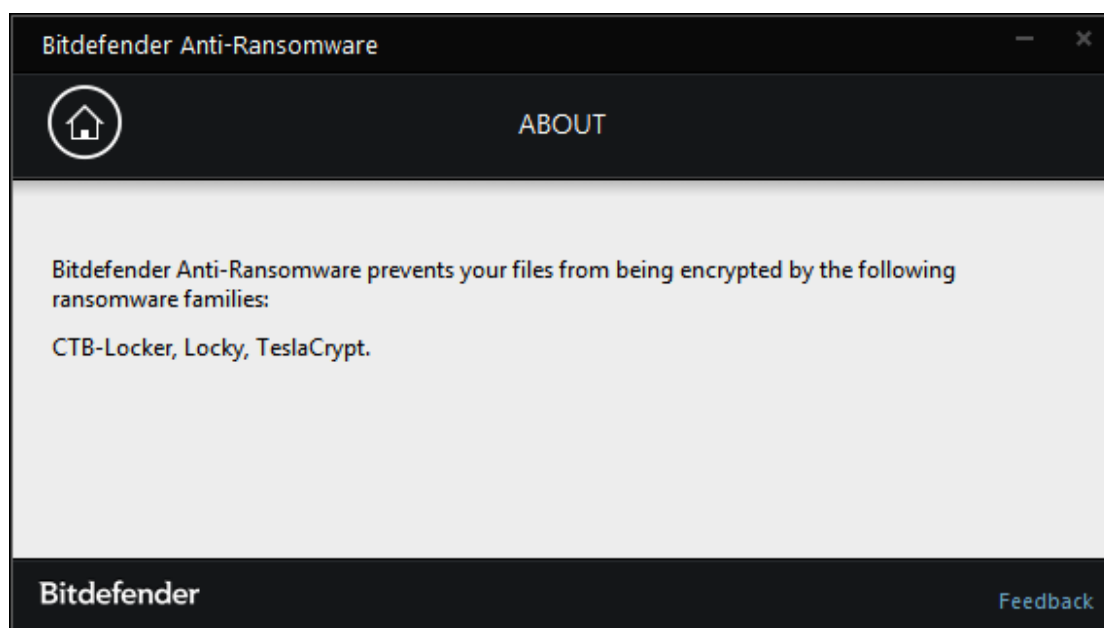 Bitdefender Anti-Ransomware
ABOUT
Bitdefender Anti-Ransomware prevents your files from being encrypted by the following
ransomware families:
CTB-Locker, Locky, TeslaCrypt.
Bitdefender
Feedback